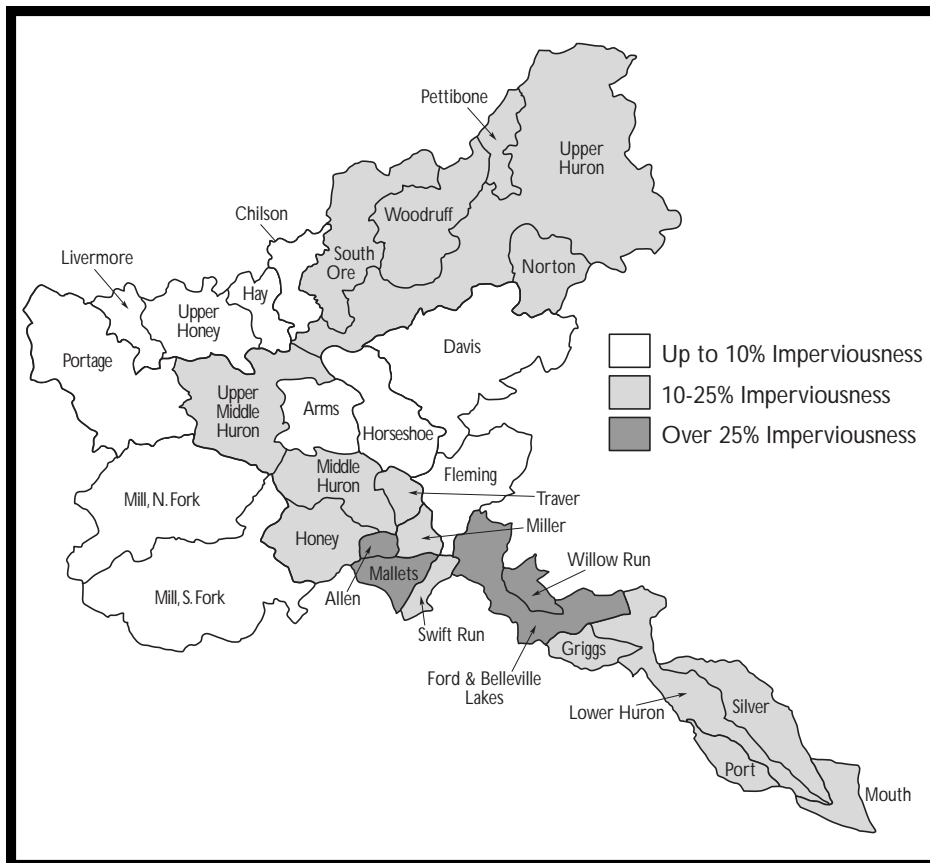 Pettibone
Upper
Huron
Woodruff
Chilson
South
Ore
Norton
Livermore
Hay
Upper
Honey
Portage
Davis
Up to 10% Imperviousness
10-25% Imperviousness
Over 25% Imperviousness
Upper
Middle
Huron
Arms
Horseshoe
Middle
Huron
Fleming
Mill, N. Fork
Traver
Miller
Honey
Willow Run
Mallets
Allen
Mill, S. Fork
Swift Run
Griggs
Ford & Belleville
Lakes
Lower Huron
Silver
Port
Mouth